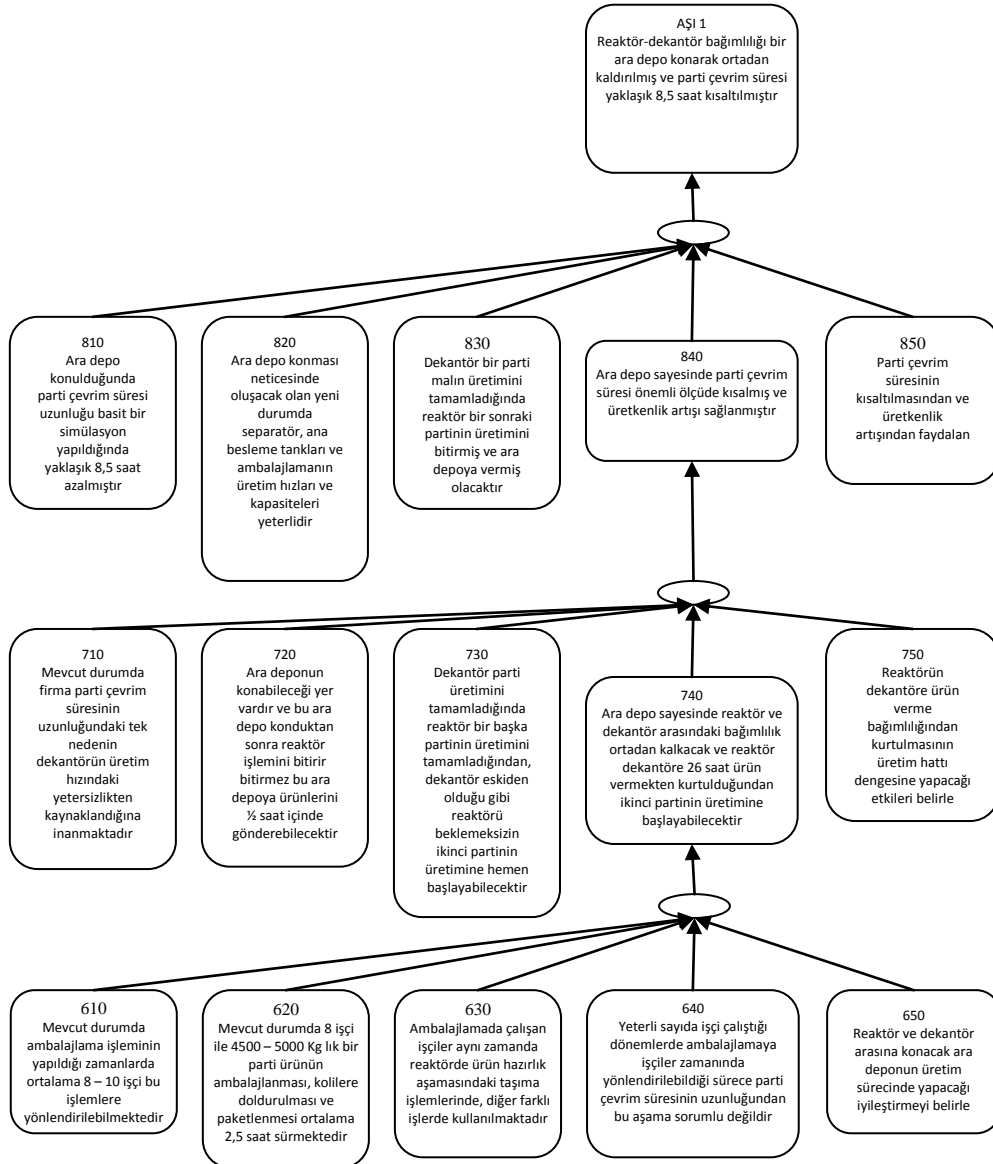 AŞI 1
Reaktör-dekantör bağımlılığı bir
ara depo konarak ortadan
kaldırılmış ve parti çevrim süresi
yaklaşık 8,5 saat kısaltılmıştır
810
Ara depo
konulduğunda
parti çevrim süresi
uzunluğu basit bir
simülasyon
yapıldığında
yaklaşık 8,5 saat
azalmıştır
820
Ara depo konması
neticesinde
oluşacak olan yeni
durumda
separatör, ana
besleme tankları ve
ambalajlamanın
üretim hızları ve
kapasiteleri
yeterlidir
830
Dekantör bir parti
malın üretimini
tamamladığında
reaktör bir sonraki
partinin üretimini
bitirmiş ve ara
depoya vermiş
olacaktır
840
Ara depo sayesinde parti çevrim
süresi önemli ölçüde kısalmış ve
üretkenlik artışı sağlanmıştır
850
Parti çevrim
süresinin
kısaltılmasından ve
üretkenlik
artışından faydalan
710
Mevcut durumda
firma parti çevrim
süresinin
uzunluğundaki tek
nedenin
dekantörün üretim
hızındaki
yetersizlikten
kaynaklandığına
inanmaktadır
720
Ara deponun
konabileceği yer
vardır ve bu ara
depo konduktan
sonra reaktör
işlemini bitirir
bitirmez bu ara
depoya ürünlerini
½ saat içinde
gönderebilecektir
730
Dekantör parti
üretimini
tamamladığında
reaktör bir başka
partinin üretimini
tamamladığından,
dekantör eskiden
olduğu gibi
reaktörü
beklemeksizin
ikinci partinin
üretimine hemen
başlayabilecektir
740
Ara depo sayesinde reaktör ve
dekantör arasındaki bağımlılık
ortadan kalkacak ve reaktör
dekantöre 26 saat ürün
vermekten kurtulduğundan
ikinci partinin üretimine
başlayabilecektir
750
Reaktörün
dekantöre ürün
verme
bağımlılığından
kurtulmasının
üretim hattı
dengesine yapacağı
etkileri belirle
610
Mevcut durumda
ambalajlama işleminin
yapıldığı zamanlarda
ortalama 8 – 10 işçi bu
işlemlere
yönlendirilebilmektedir
620
Mevcut durumda 8 işçi
ile 4500 – 5000 Kg lık bir
parti ürünün
ambalajlanması, kolilere
doldurulması ve
paketlenmesi ortalama
2,5 saat sürmektedir
630
Ambalajlamada çalışan
işçiler aynı zamanda
reaktörde ürün hazırlık
aşamasındaki taşıma
işlemlerinde, diğer farklı
işlerde kullanılmaktadır
640
Yeterli sayıda işçi çalıştığı
dönemlerde ambalajlamaya
işçiler zamanında
yönlendirilebildiği sürece parti
çevrim süresinin uzunluğundan
bu aşama sorumlu değildir
650
Reaktör ve dekantör
arasına konacak ara
deponun üretim
sürecinde yapacağı
iyileştirmeyi belirle